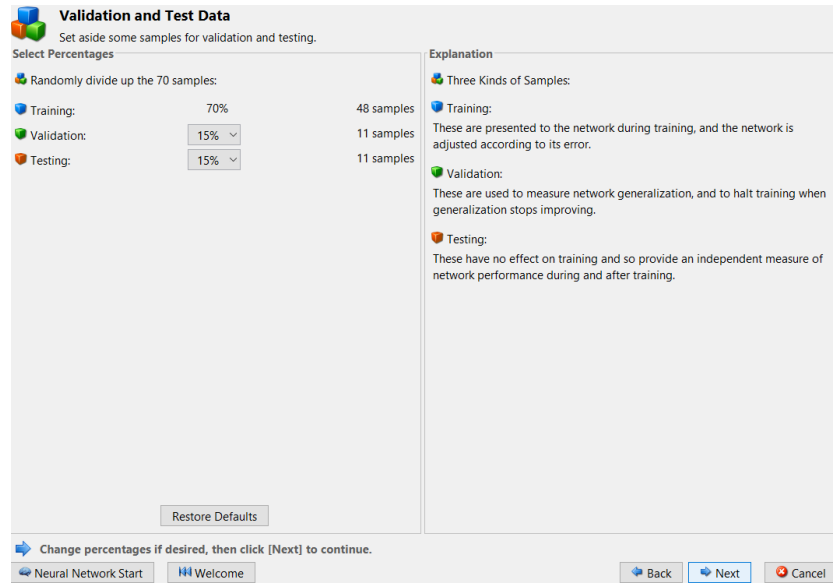 Validation and Test Data
Set aside some samples for validation and testing.
Select Percentages
Randomly divide up the 70 samples:
Training: 70% 48 samples
Validation: 15% 11 samples
Testing: 15% 11 samples
Restore Defaults
Explanation
Three Kinds of Samples:
Training:
These are presented to the network during training, and the network is
adjusted according to its error.
Validation:
These are used to measure network generalization, and to halt training when
generalization stops improving.
Testing:
These have no effect on training and so provide an independent measure of
network performance during and after training.
Change percentages if desired, then click [Next] to continue.
Neural Network Start Welcome Back Next Cancel